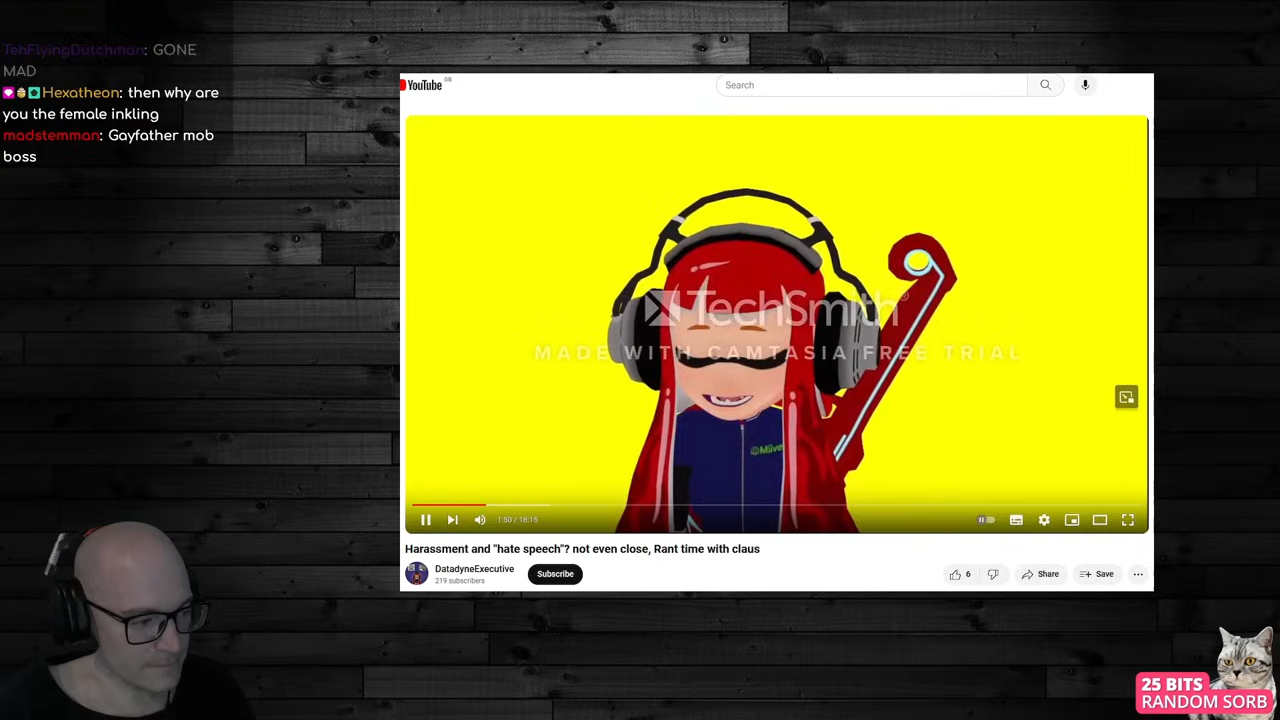 TehFlyingDutchman: GONE
MAD
Hexatheon: then why are
you the female inkling
madstemman: Gayfather mob
boss
YouTube GB
Search
TechSmith®
MADE WITH CAMTASIA FREE TRIAL
1:50 / 18:15
Harassment and "hate speech"? not even close, Rant time with claus
DatadyneExecutive
219 subscribers
Subscribe
6
Share
Save
25 BITS
RANDOM SORB